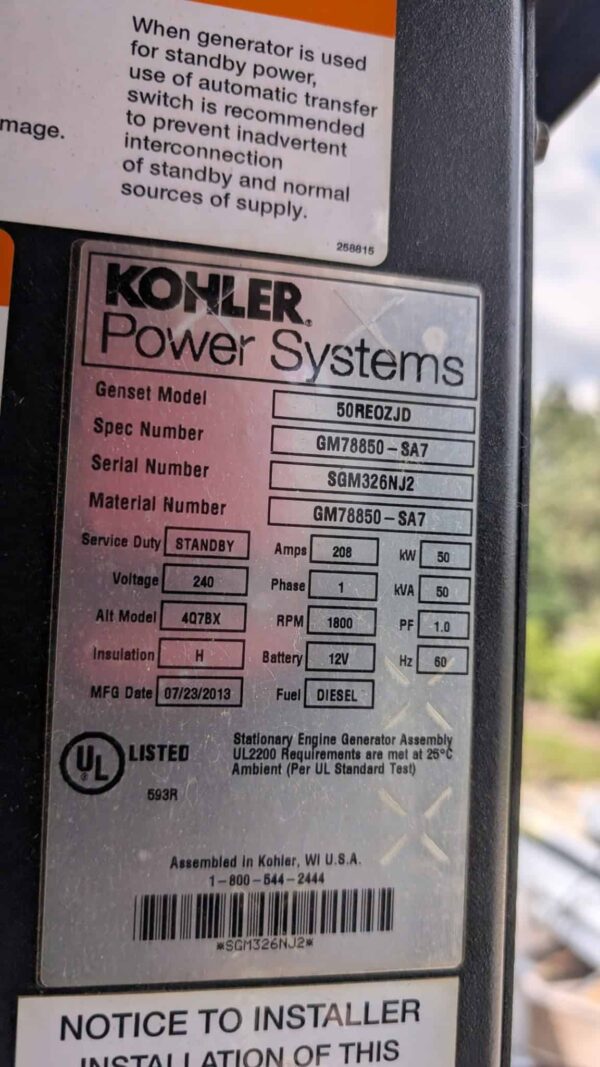 When generator is used
for standby power,
use of automatic transfer
switch is recommended
to prevent inadvertent
interconnection
of standby and normal
sources of supply.
mage.
258815
KOHLER®
Power Systems
Genset Model 50REOZJD
Spec Number GM78850-SA7
Serial Number SGM326NJ2
Material Number GM78850-SA7
Service Duty STANDBY Amps 208 kW 50
Voltage 240 Phase 1 kVA 50
Alt Model 4Q7BX RPM 1800 PF 1.0
Insulation H Battery 12V Hz 60
MFG Date 07/23/2013 Fuel DIESEL
UL® LISTED
593R
Stationary Engine Generator Assembly
UL2200 Requirements are met at 25°C
Ambient (Per UL Standard Test)
Assembled in Kohler, WI U.S.A.
1-800-544-2444
*SGM326NJ2*
NOTICE TO INSTALLER
INSTALLATION OF THIS